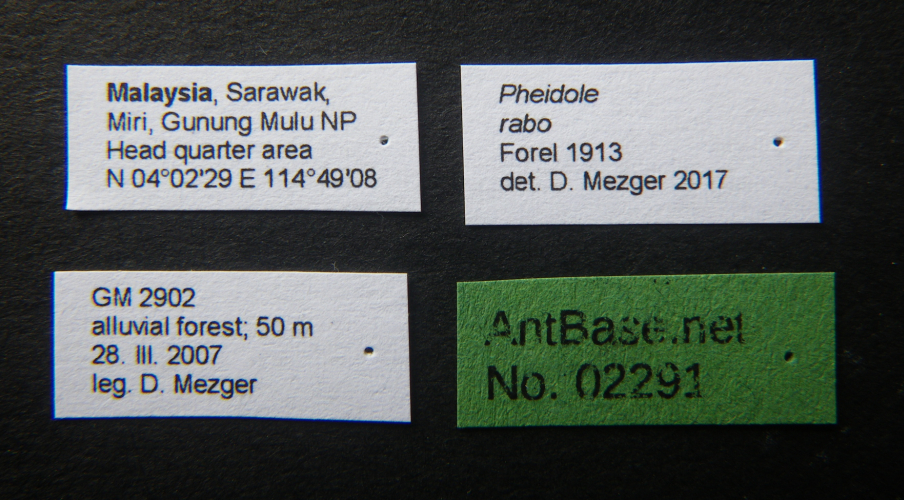 Malaysia, Sarawak,
Miri, Gunung Mulu NP
Head quarter area
N 04°02'29 E 114°49'08
Pheidole
rabo
Forel 1913
det. D. Mezger 2017
GM 2902
alluvial forest; 50 m
28. III. 2007
leg. D. Mezger
AntBase.net
No. 02291